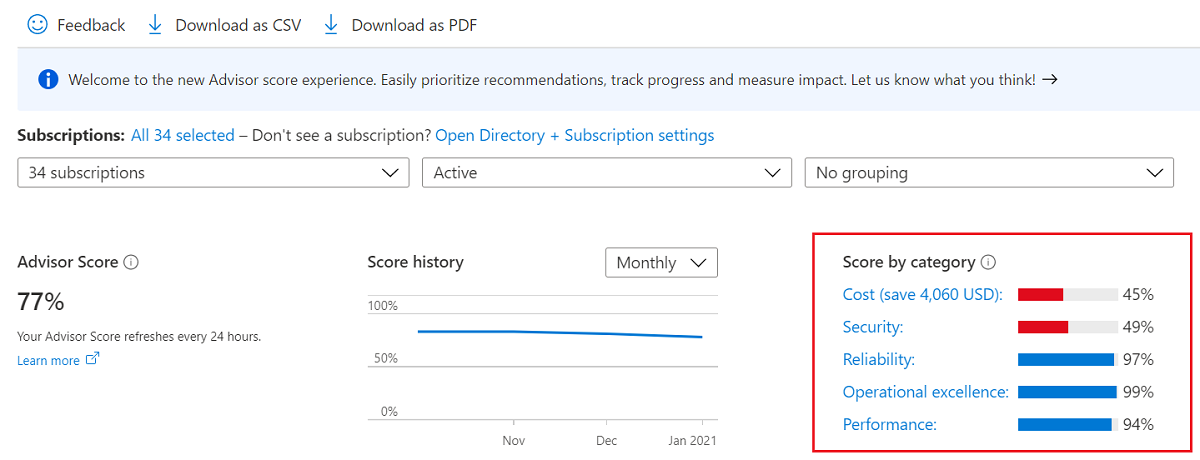 Feedback Download as CSV Download as PDF
Welcome to the new Advisor score experience. Easily prioritize recommendations, track progress and measure impact. Let us know what you think! →
Subscriptions: All 34 selected – Don't see a subscription? Open Directory + Subscription settings
34 subscriptions
Active
No grouping
Advisor Score
77%
Your Advisor Score refreshes every 24 hours.
Learn more
Score history
Monthly
100%
50%
0%
Nov Dec Jan 2021
Score by category
Cost (save 4,060 USD): 45%
Security: 49%
Reliability: 97%
Operational excellence: 99%
Performance: 94%